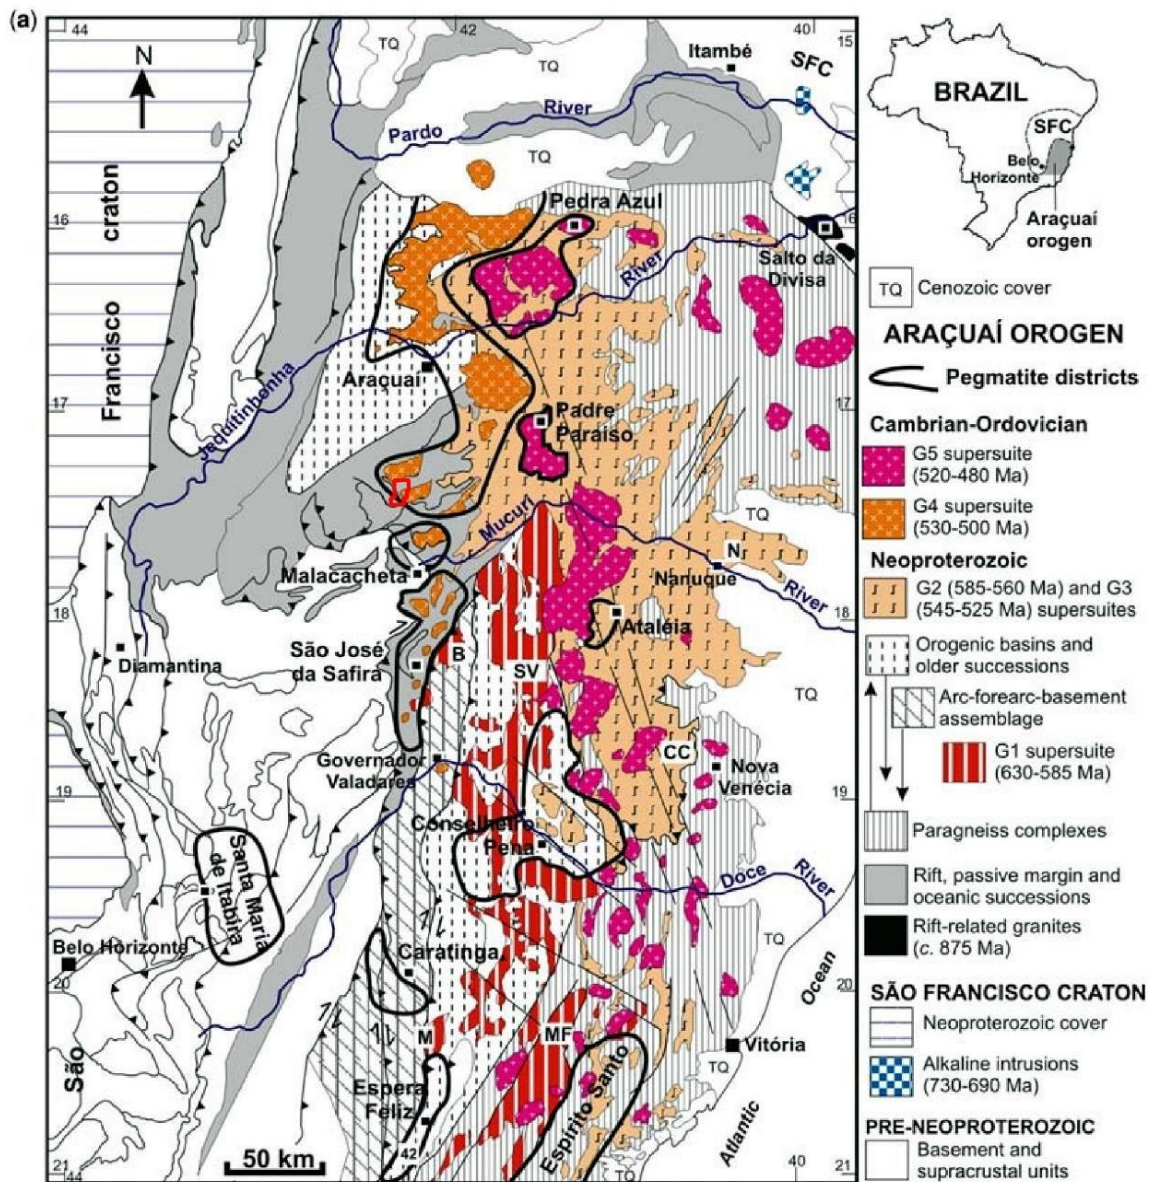 (a)
44
42
40
15
N
TQ
TQ
Itambé
SFC
Pardo
River
TQ
Francisco craton
16
Pedra Azul
16
River
Salto da
Divisa
Jequitinhonha
Araçuaí
17
Padre
Paraíso
17
TQ
Mucuri
N
Nanuque
River
Malacacheta
18
18
Ataléia
São José
da Safira
B
SV
Diamantina
TQ
CC
Governador
Valadares
Nova
Venécia
19
19
Conselheiro
Pena
Doce
River
Santa Maria
de Itabira
Belo Horizonte
Caratinga
TQ
20
20
Ocean
São
M
MF
Vitória
TQ
Espera
Feliz
Espírito Santo
Atlantic
50 km
42
40
21
44
21
TQ
BRAZIL
SFC
Belo
Horizonte
Araçuaí
orogen
TQ Cenozoic cover
ARAÇUAÍ OROGEN
Pegmatite districts
Cambrian-Ordovician
G5 supersuite
(520-480 Ma)
G4 supersuite
(530-500 Ma)
Neoproterozoic
G2 (585-560 Ma) and G3
(545-525 Ma) supersuites
Orogenic basins and
older successions
Arc-forearc-basement
assemblage
G1 supersuite
(630-585 Ma)
Paragneiss complexes
Rift, passive margin and
oceanic successions
Rift-related granites
(c. 875 Ma)
SÃO FRANCISCO CRATON
Neoproterozoic cover
Alkaline intrusions
(730-690 Ma)
PRE-NEOPROTEROZOIC
Basement and
supracrustal units